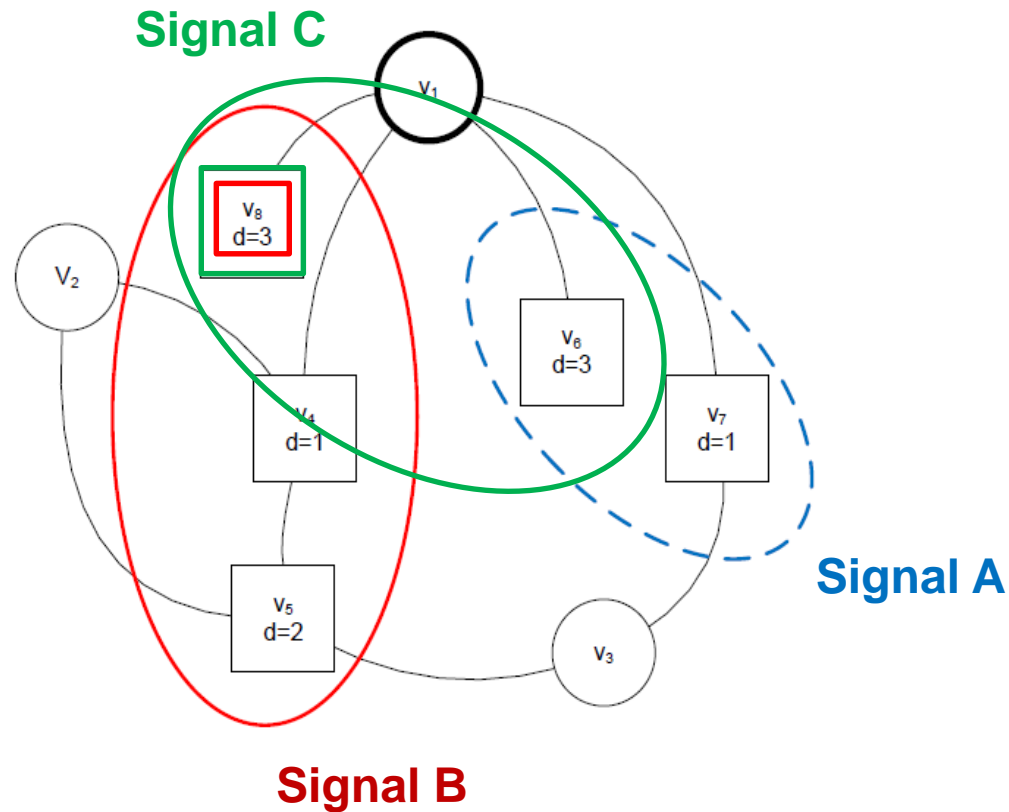 Signal C
v₁
v₈
d=3
V₂
v₆
d=3
v₄
d=1
v₇
d=1
Signal A
v₅
d=2
v₃
Signal B